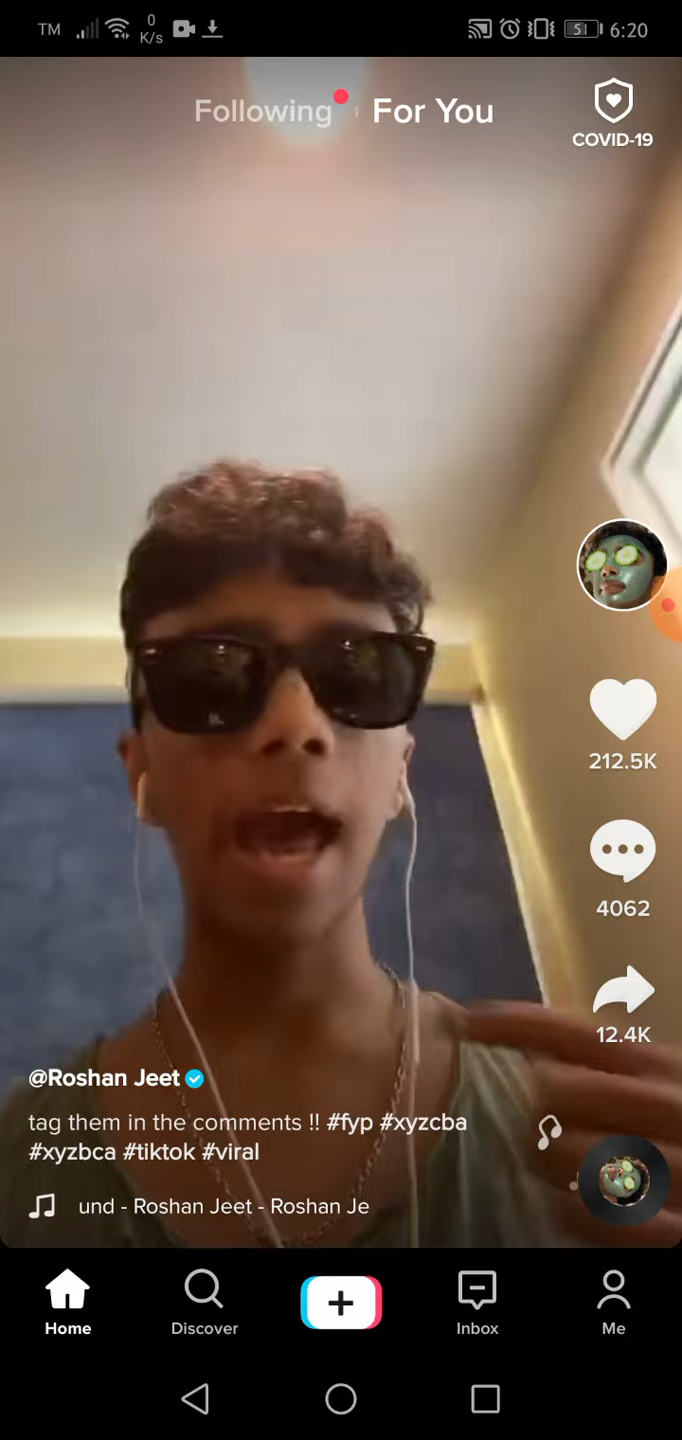 TM 0 K/s 51 6:20
Following For You
COVID-19
212.5K
4062
12.4K
@Roshan Jeet
tag them in the comments !! #fyp #xyzcba
#xyzbca #tiktok #viral
und - Roshan Jeet - Roshan Je
Home Discover Inbox Me